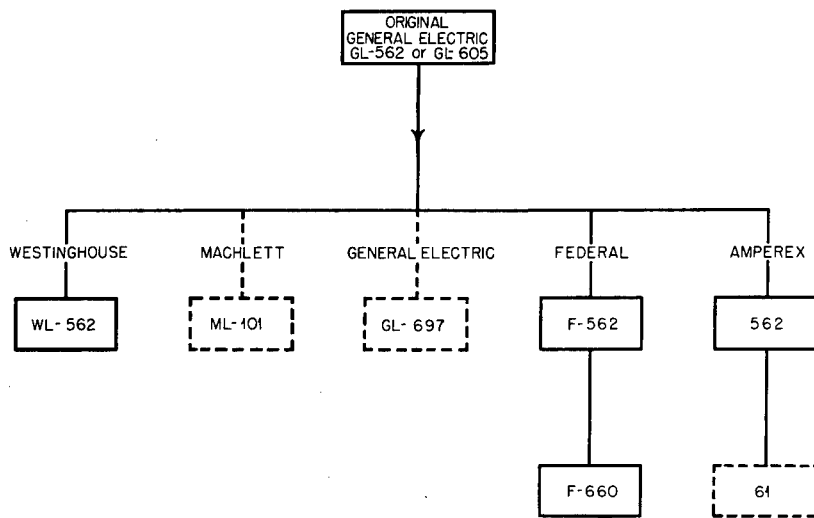 ORIGINAL
GENERAL ELECTRIC
GL-562 or GL-605
WESTINGHOUSE MACHLETT GENERAL ELECTRIC FEDERAL AMPEREX
WL-562 ML-101 GL-697 F-562 562
F-660 61